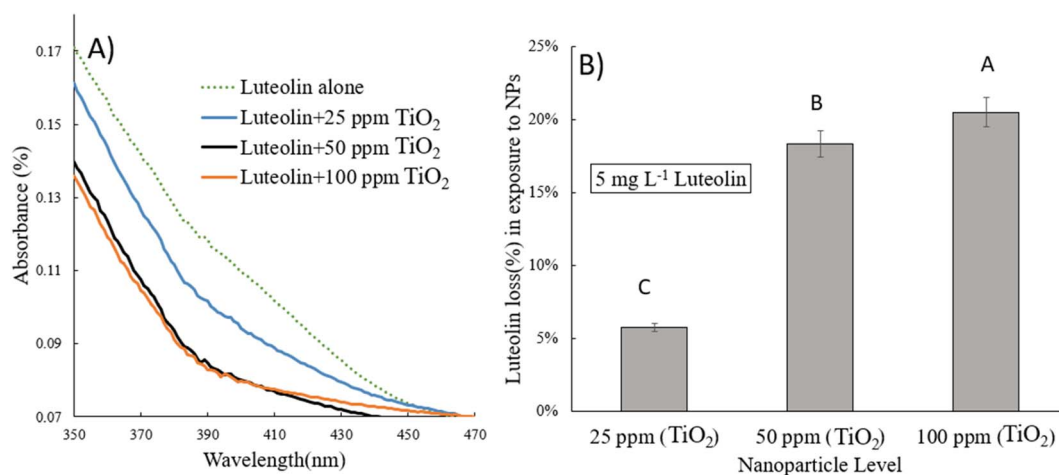 A)
Absorbance (%)
0.17
0.15
0.13
0.11
0.09
0.07
350
370
390
410
430
450
470
Wavelength(nm)
Luteolin alone
Luteolin+25 ppm TiO₂
Luteolin+50 ppm TiO₂
Luteolin+100 ppm TiO₂
B)
Luteolin loss(%) in exposure to NPs
25%
20%
15%
10%
5%
0%
5 mg L⁻¹ Luteolin
C
B
A
25 ppm (TiO₂)
50 ppm (TiO₂)
100 ppm (TiO₂)
Nanoparticle Level